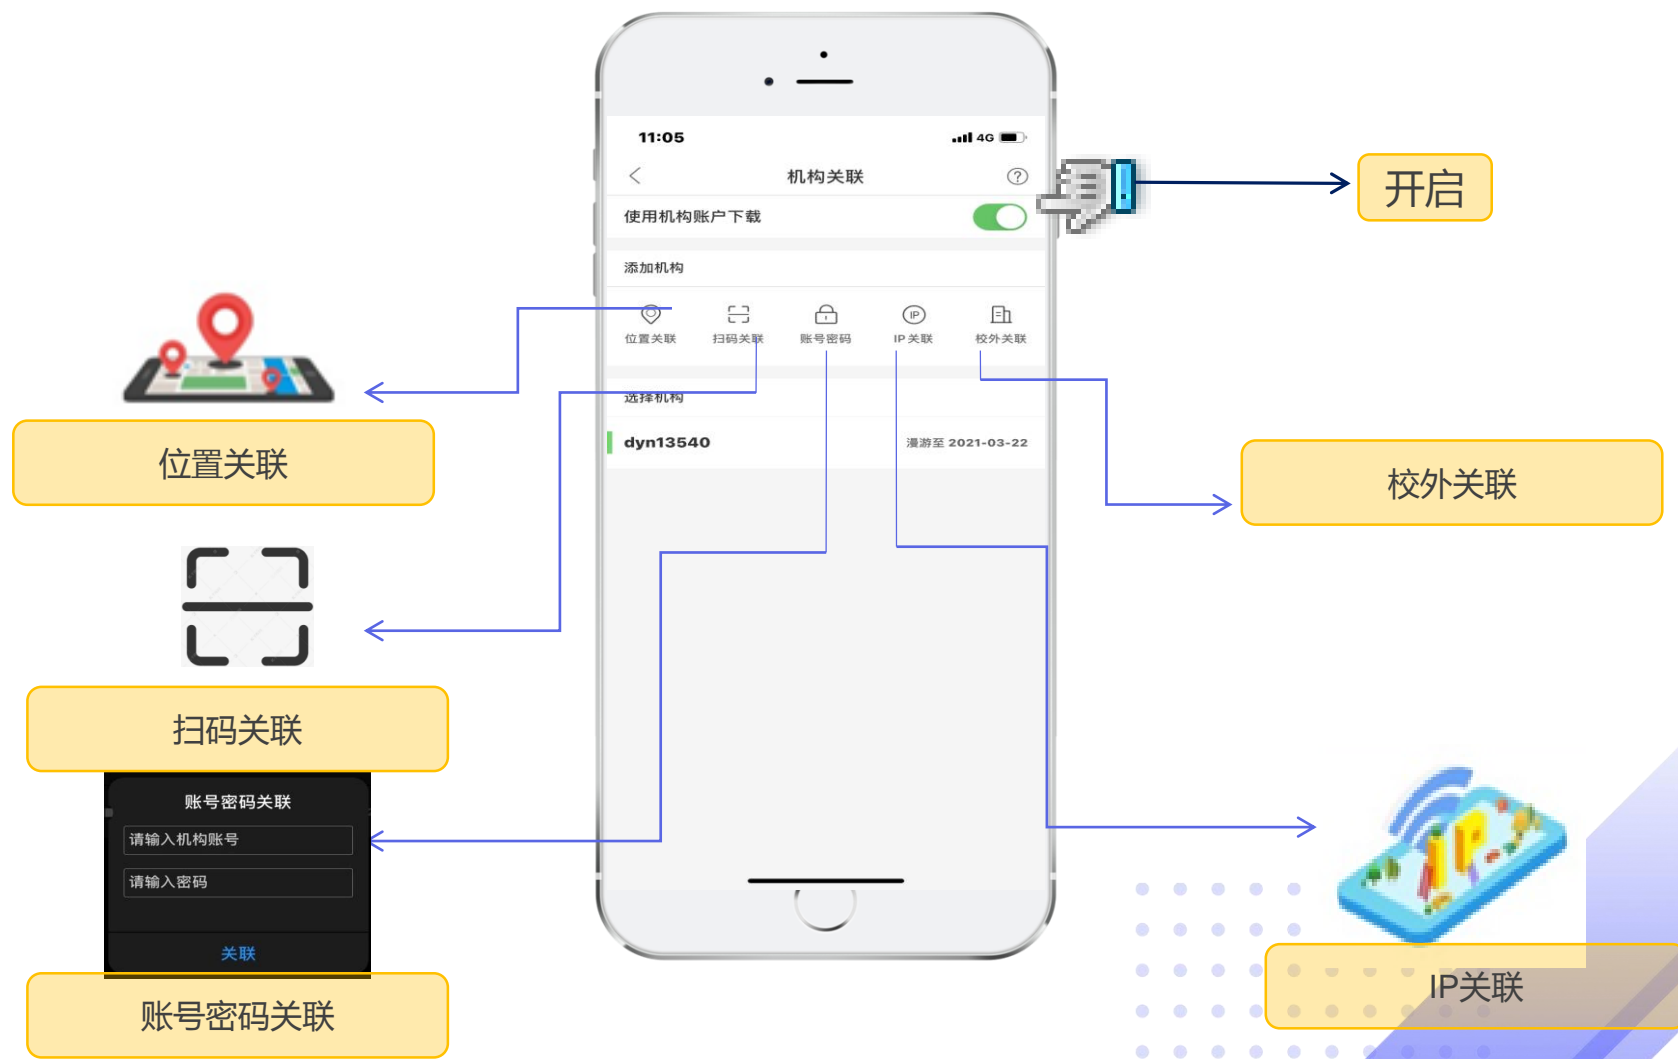 11:05
4G
机构关联
?
使用机构账户下载
开启
添加机构
IP
位置关联 扫码关联 账号密码 IP关联 校外关联
选择机构
dyn13540 漫游至 2021-03-22
位置关联
校外关联
扫码关联
账号密码关联
请输入机构账号
请输入密码
关联
账号密码关联
IP
IP关联